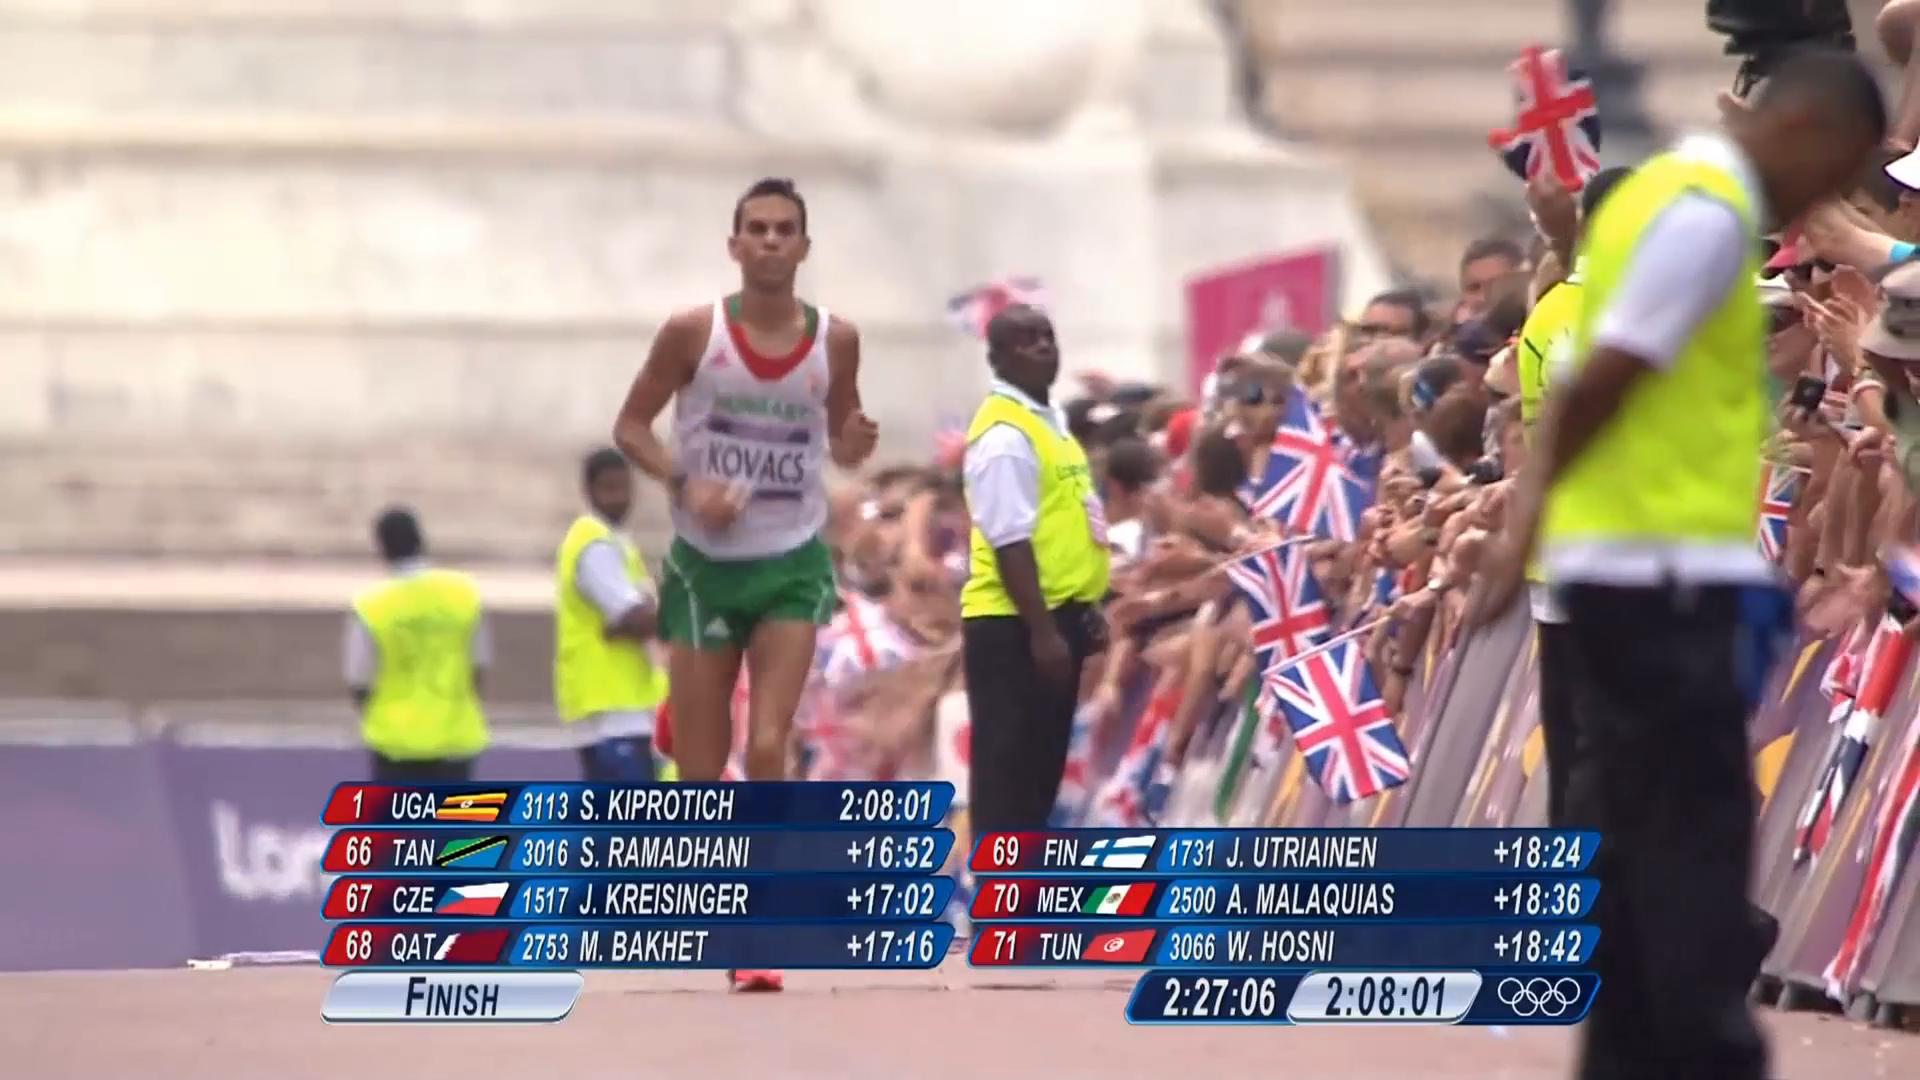 HUNGARY
KOVACS
Lon
1 UGA 3113 S. KIPROTICH 2:08:01
66 TAN 3016 S. RAMADHANI +16:52
67 CZE 1517 J. KREISINGER +17:02
68 QAT 2753 M. BAKHET +17:16
69 FIN 1731 J. UTRIAINEN +18:24
70 MEX 2500 A. MALAQUIAS +18:36
71 TUN 3066 W. HOSNI +18:42
FINISH
2:27:06 2:08:01